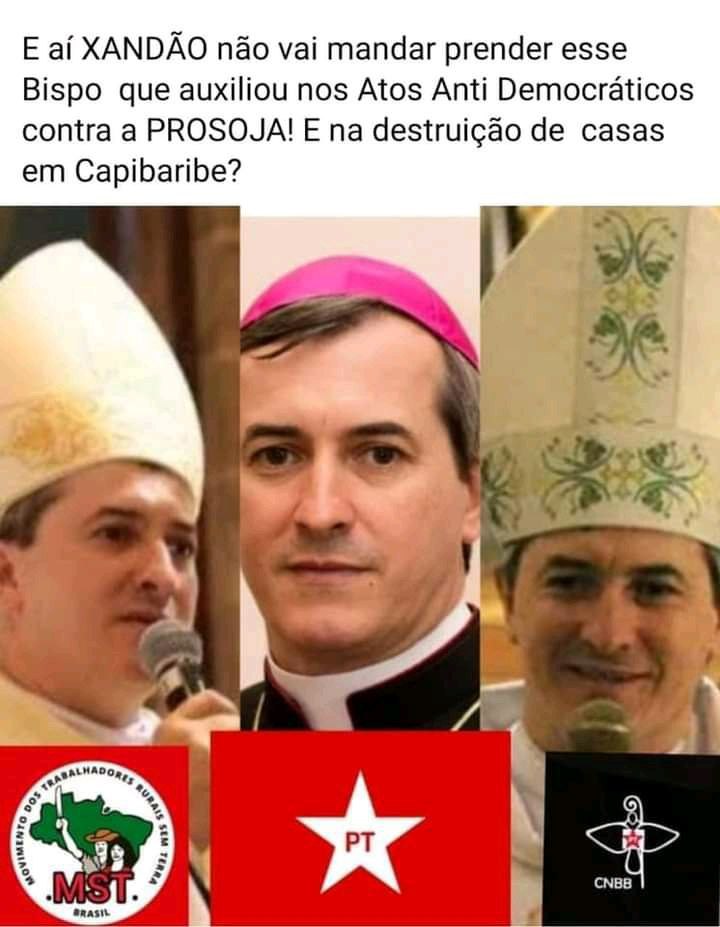 E aí XANDÃO não vai mandar prender esse
Bispo que auxiliou nos Atos Anti Democráticos
contra a PROSOJA! E na destruição de casas
em Capibaribe?
MOVIMENTO DOS TRABALHADORES RURAIS SEM TERRA
.MST.
BRASIL
PT
PT
CNBB